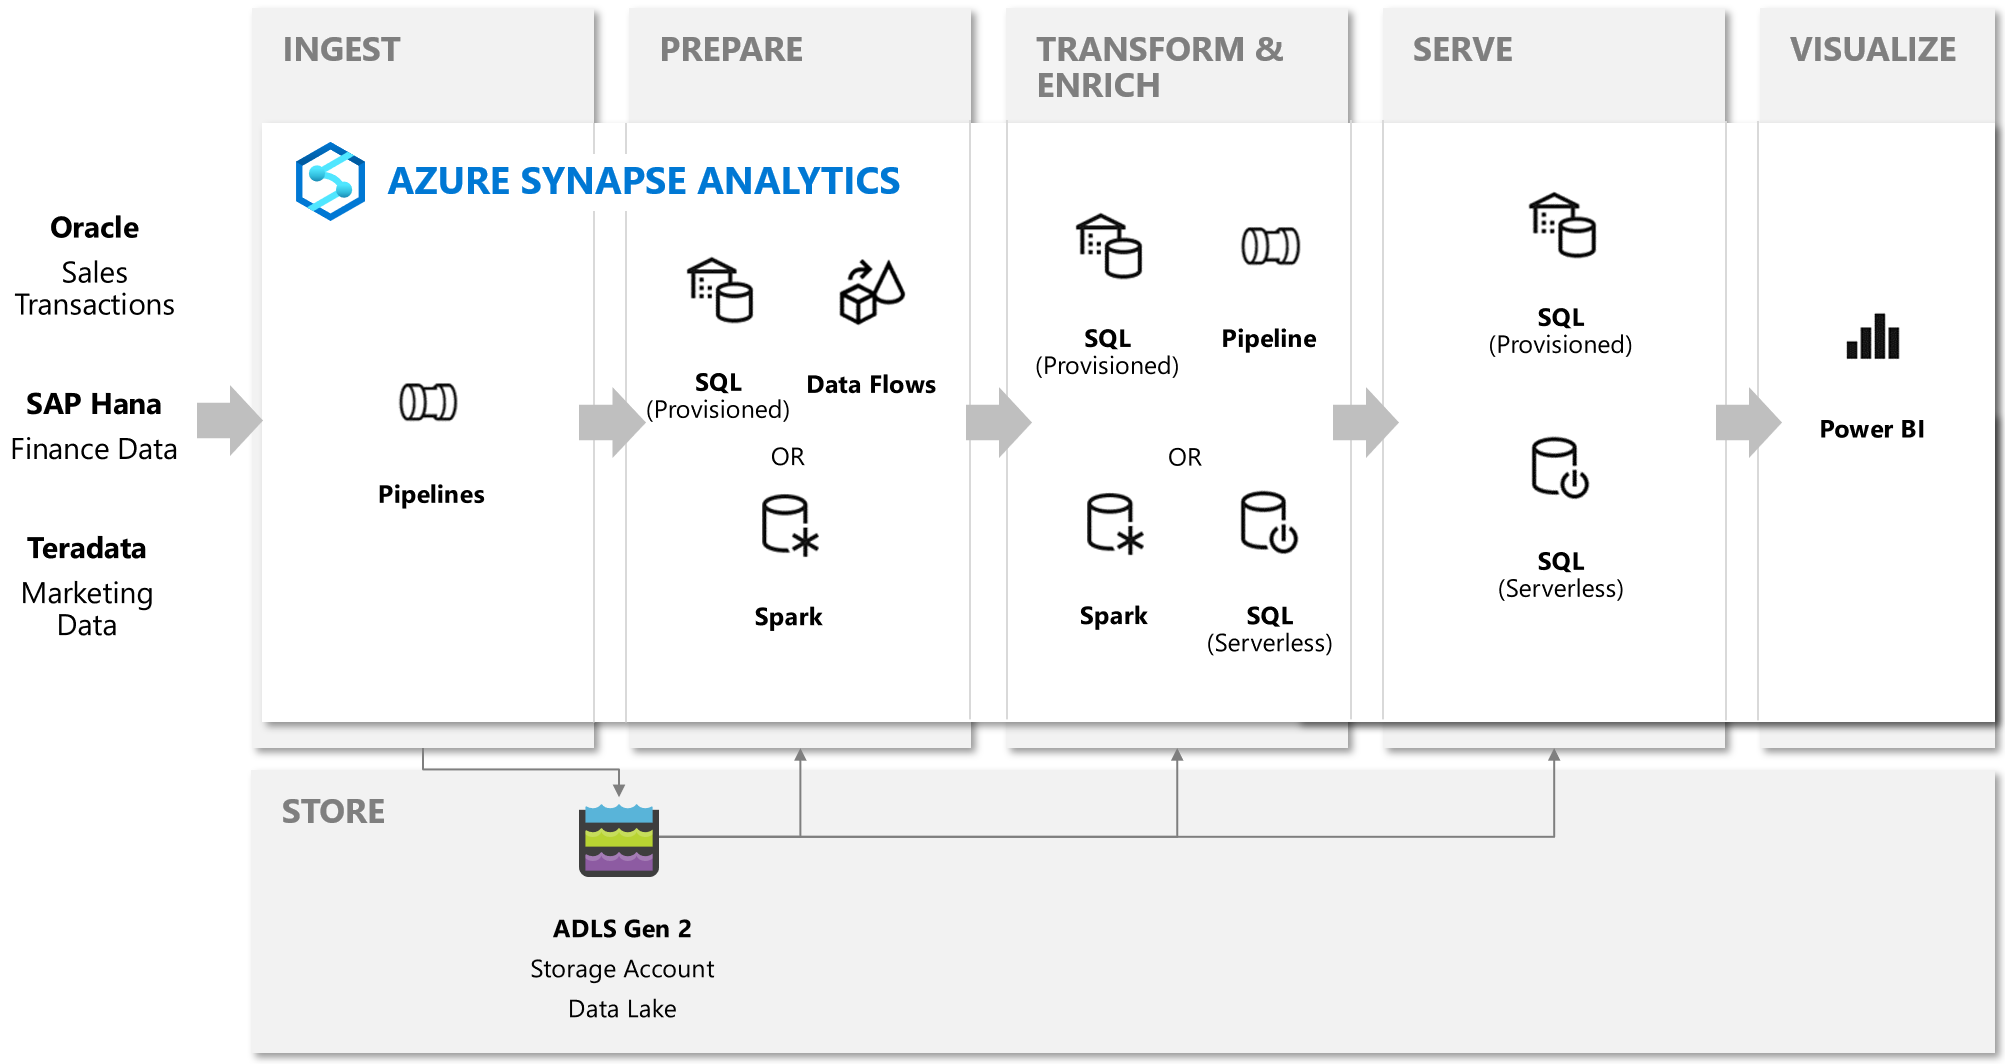 INGEST
PREPARE
TRANSFORM &
ENRICH
SERVE
VISUALIZE
AZURE SYNAPSE ANALYTICS
Oracle
Sales
Transactions
SAP Hana
Finance Data
Teradata
Marketing
Data
Pipelines
SQL
(Provisioned)
Data Flows
OR
Spark
SQL
(Provisioned)
Pipeline
OR
Spark
SQL
(Serverless)
SQL
(Provisioned)
SQL
(Serverless)
Power BI
STORE
ADLS Gen 2
Storage Account
Data Lake